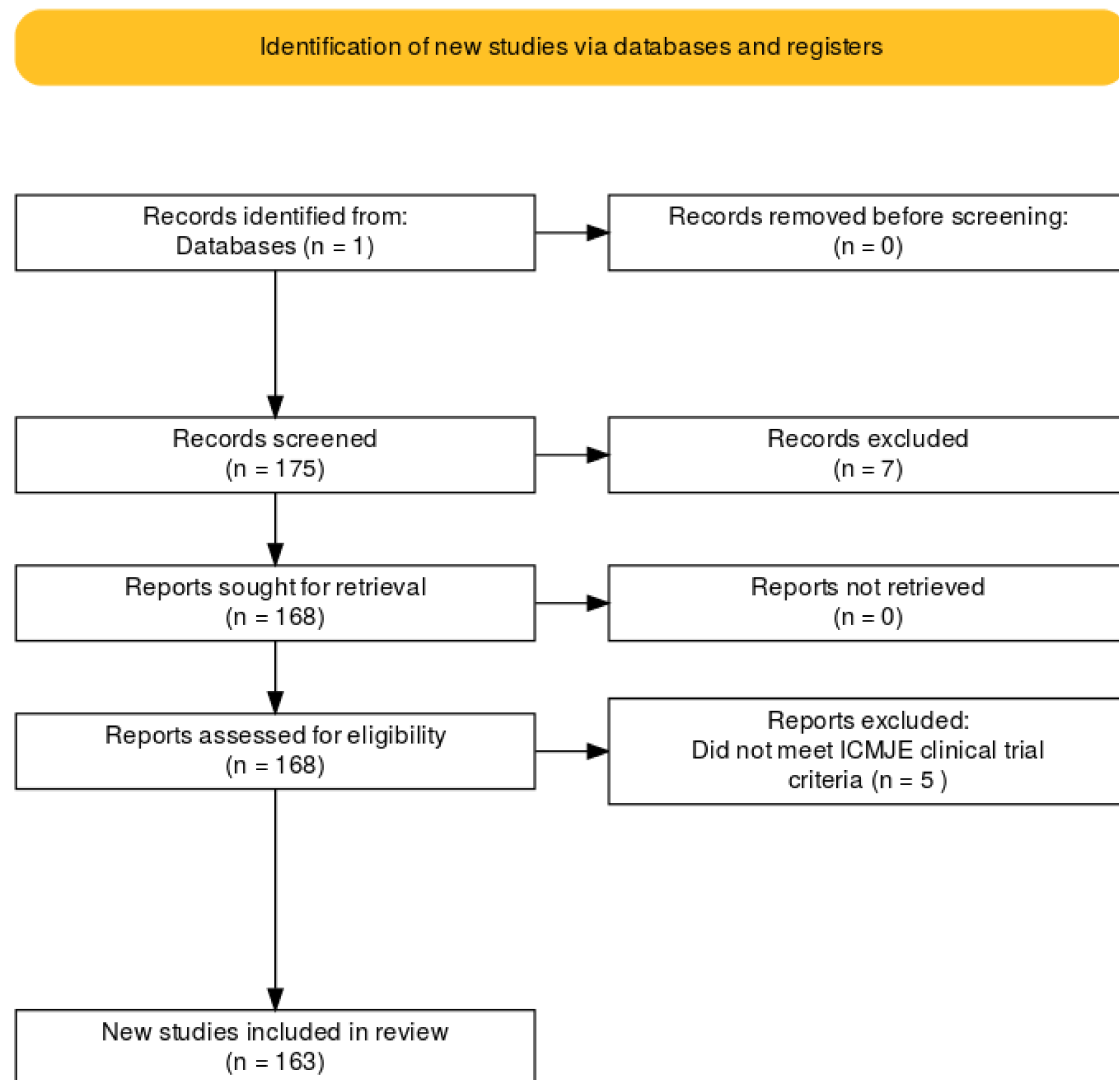 Identification of new studies via databases and registers
Records identified from:
Databases (n = 1)
Records removed before screening:
(n = 0)
Records screened
(n = 175)
Records excluded
(n = 7)
Reports sought for retrieval
(n = 168)
Reports not retrieved
(n = 0)
Reports assessed for eligibility
(n = 168)
Reports excluded:
Did not meet ICMJE clinical trial
criteria (n = 5 )
New studies included in review
(n = 163)